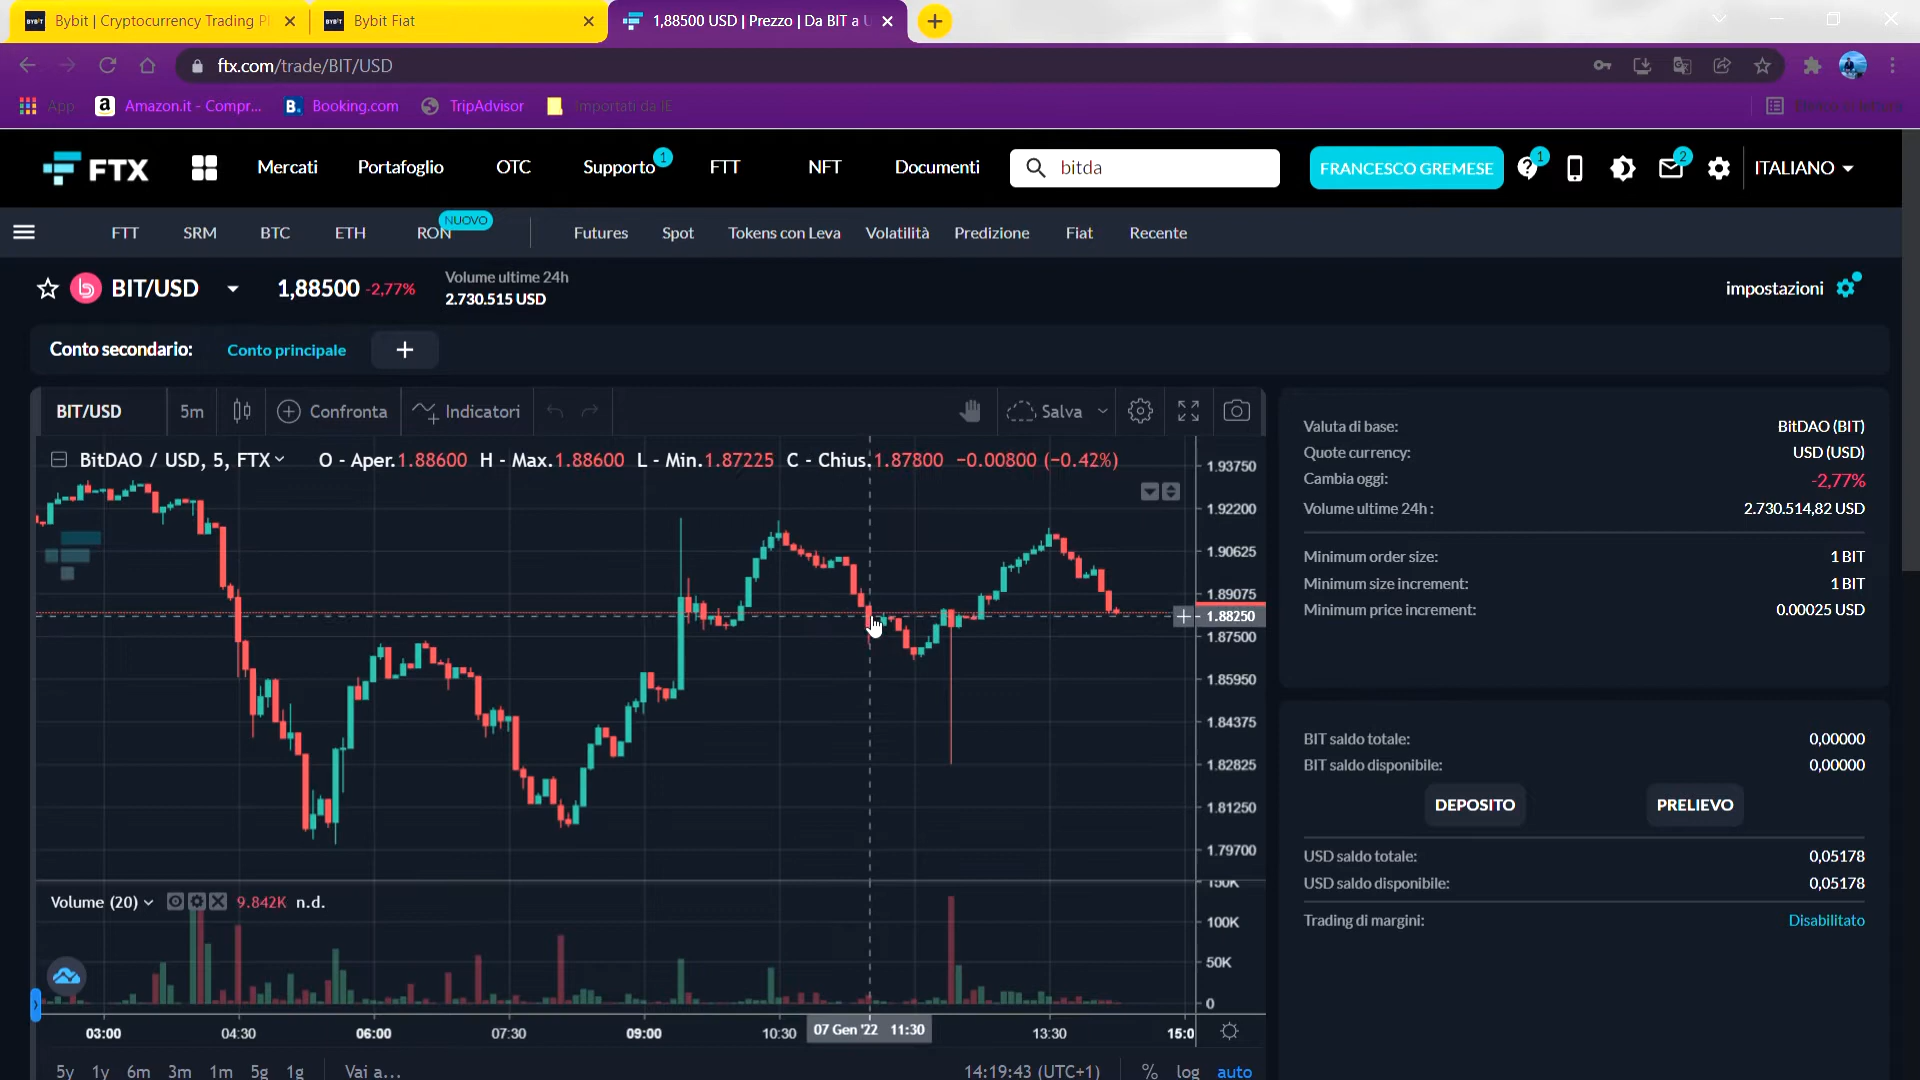 Bybit | Cryptocurrency Trading Pl
Bybit Fiat
1,88500 USD | Prezzo | Da BIT a U
ftx.com/trade/BIT/USD
App
Amazon.it - Compr...
Booking.com
TripAdvisor
Importati da IE
FTX
Mercati
Portafoglio
OTC
Supporto
1
FTT
NFT
Documenti
bitda
FRANCESCO GREMESE
1
2
ITALIANO
FTT
SRM
BTC
ETH
RON
NUOVO
Futures
Spot
Tokens con Leva
Volatilità
Predizione
Fiat
Recente
BIT/USD
1,88500 -2,77%
Volume ultime 24h
2.730.515 USD
impostazioni
Conto secondario:
Conto principale
+
BIT/USD
5m
Confronta
Indicatori
Salva
BitDAO / USD, 5, FTX
O - Aper.1.88600 H - Max.1.88600 L - Min.1.87225 C - Chius.1.87800 −0.00800 (−0.42%)
1.93750
1.92200
1.90625
1.89075
1.88250
1.87500
1.85950
1.84375
1.82825
1.81250
1.79700
Volume (20)
9.842K n.d.
150K
100K
50K
0
03:00
04:30
06:00
07:30
09:00
10:30
07 Gen '22 11:30
13:30
15:0
5y 1y 6m 3m 1m 5g 1g
Vai a...
14:19:43 (UTC+1)
% log auto
Valuta di base:
BitDAO (BIT)
Quote currency:
USD (USD)
Cambia oggi:
-2,77%
Volume ultime 24h :
2.730.514,82 USD
Minimum order size:
1 BIT
Minimum size increment:
1 BIT
Minimum price increment:
0.00025 USD
BIT saldo totale:
0,00000
BIT saldo disponibile:
0,00000
DEPOSITO
PRELIEVO
USD saldo totale:
0,05178
USD saldo disponibile:
0,05178
Trading di margini:
Disabilitato